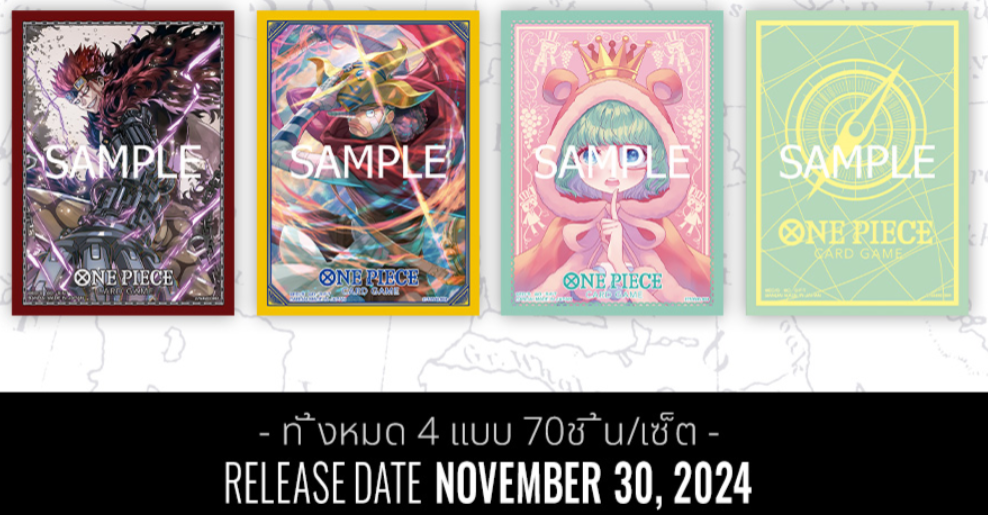 SAMPLE SAMPLE SAMPLE SAMPLE
ONE PIECE
CARD GAME
ONE PIECE
CARD GAME
ONE PIECE
CARD GAME
ONE PIECE
CARD GAME
- ทั้งหมด 4 แบบ 70ชิ้น/เซ็ต -
RELEASE DATE NOVEMBER 30, 2024